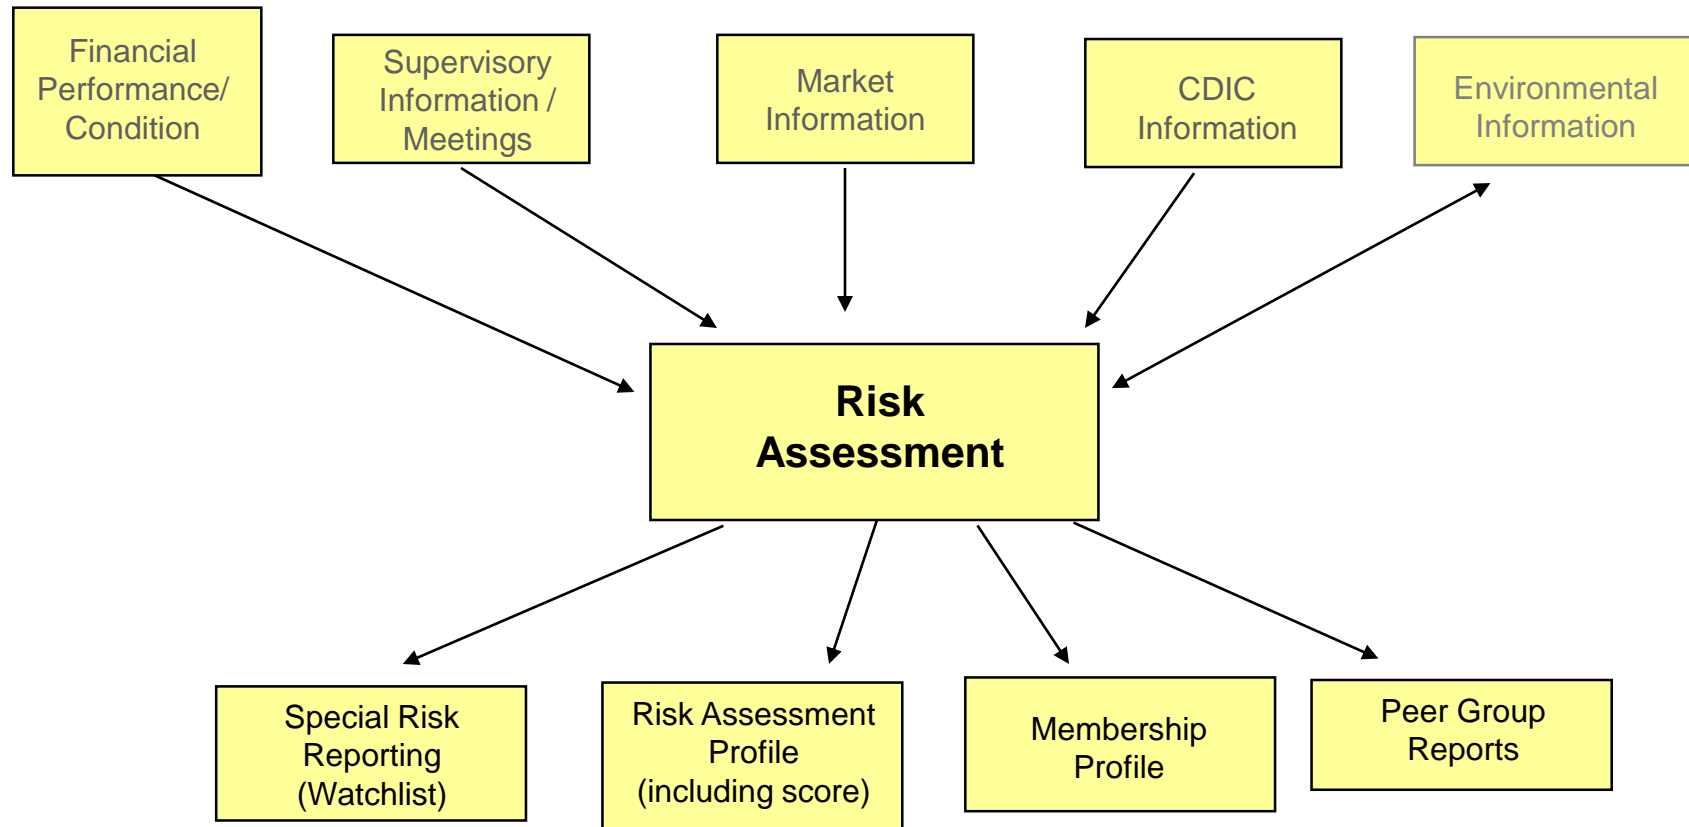 Financial
Performance/
Condition
Supervisory
Information /
Meetings
Market
Information
CDIC
Information
Environmental
Information
Risk
Assessment
Special Risk
Reporting
(Watchlist)
Risk Assessment
Profile
(including score)
Membership
Profile
Peer Group
Reports